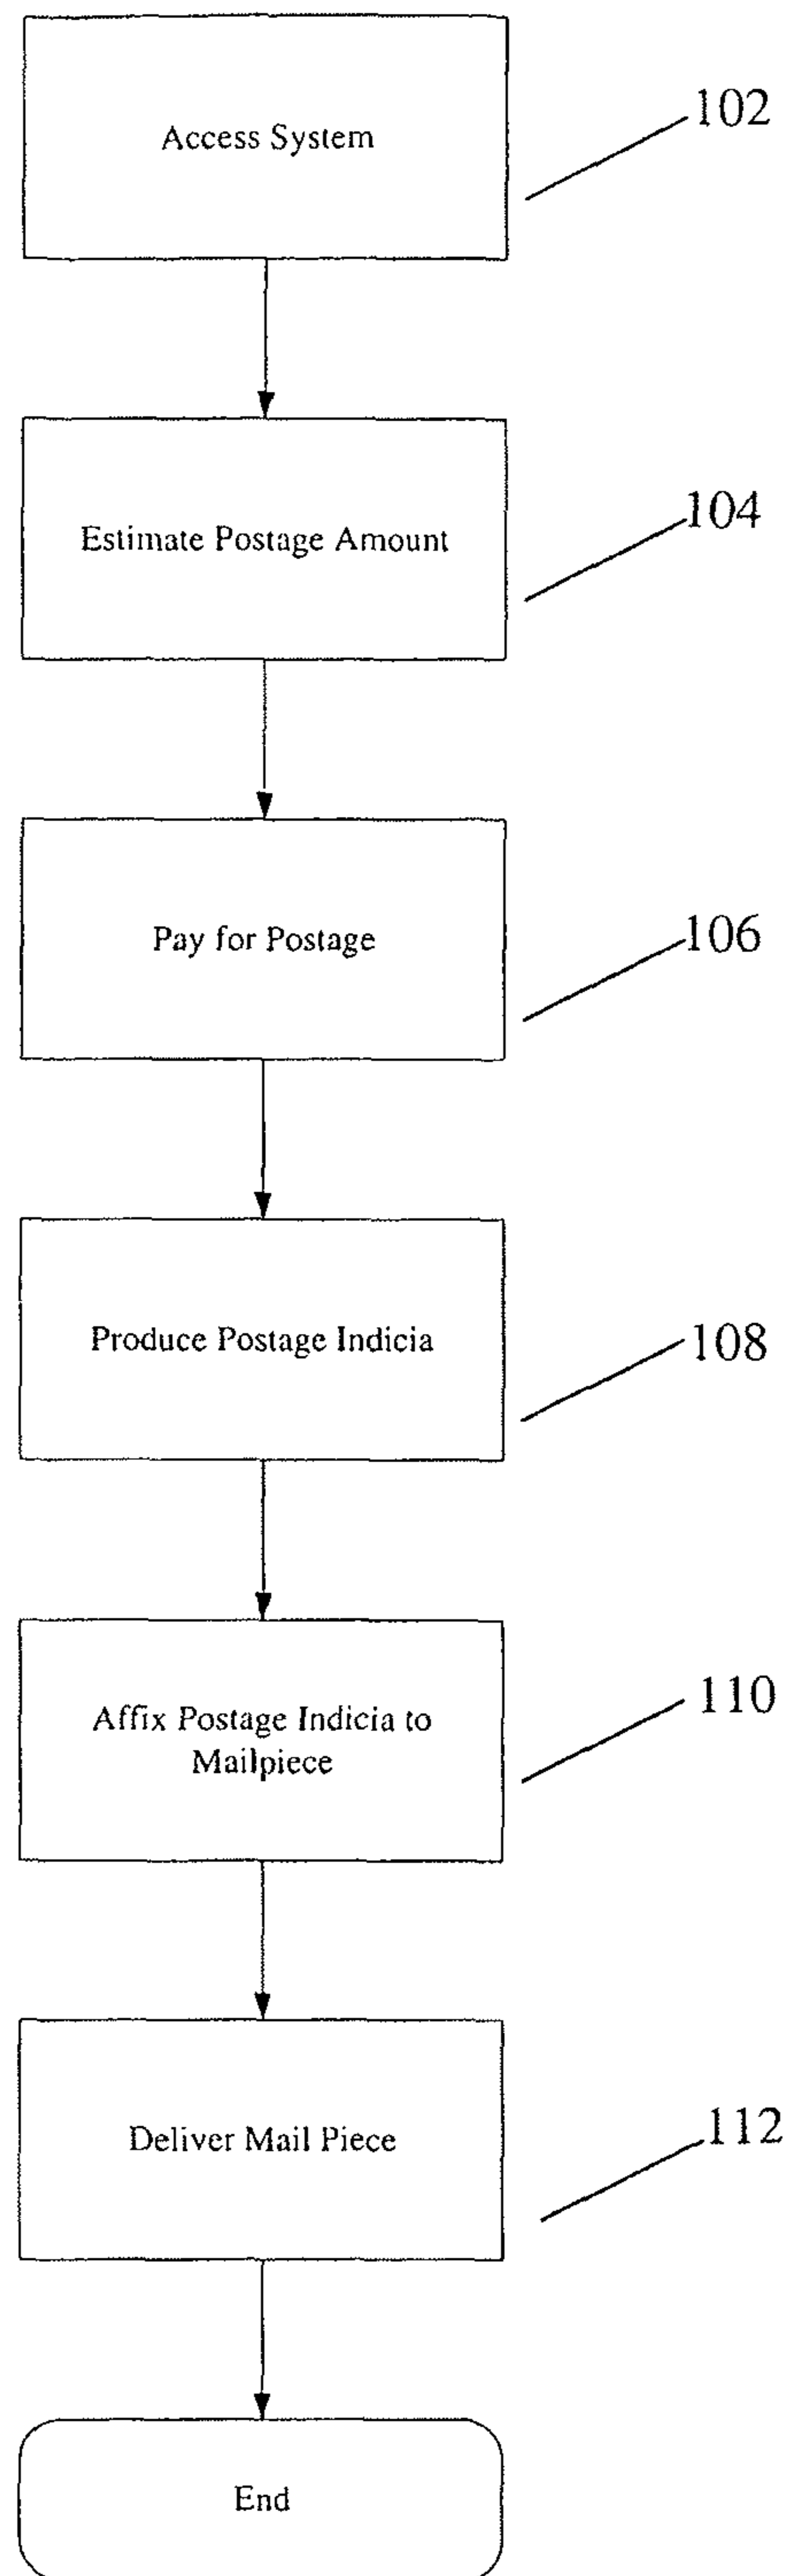 Access System
102
Estimate Postage Amount
104
Pay for Postage
106
Produce Postage Indicia
108
Affix Postage Indicia to
Mailpiece
110
Deliver Mail Piece
112
End